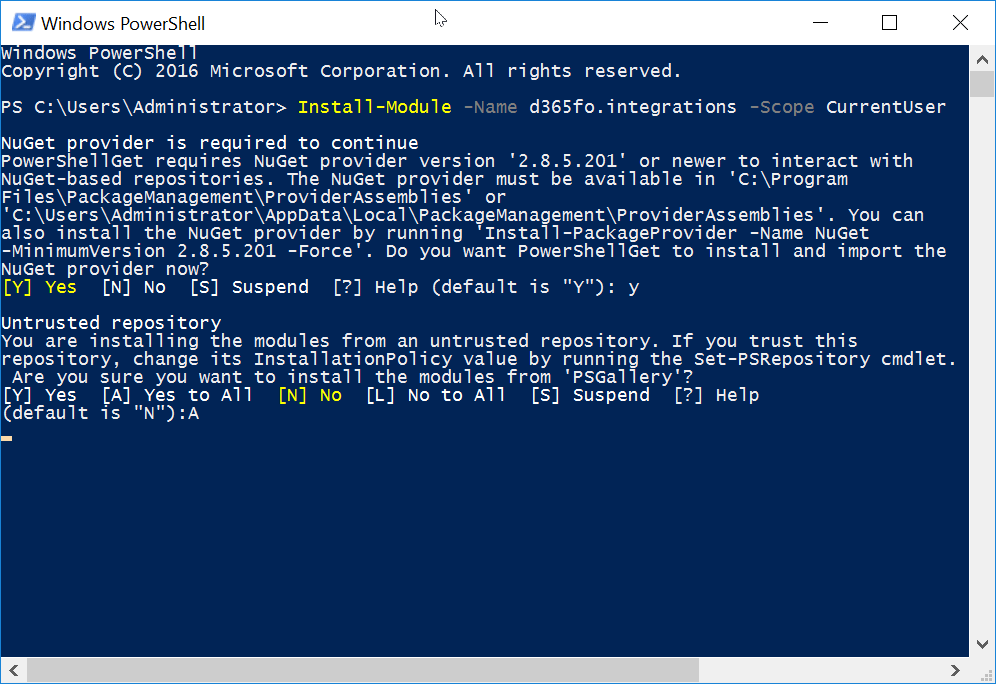 Windows PowerShell
Windows PowerShell
Copyright (C) 2016 Microsoft Corporation. All rights reserved.
PS C:\Users\Administrator> Install-Module -Name d365fo.integrations -Scope CurrentUser
NuGet provider is required to continue
PowerShellGet requires NuGet provider version '2.8.5.201' or newer to interact with
NuGet-based repositories. The NuGet provider must be available in 'C:\Program
Files\PackageManagement\ProviderAssemblies' or
'C:\Users\Administrator\AppData\Local\PackageManagement\ProviderAssemblies'. You can
also install the NuGet provider by running 'Install-PackageProvider -Name NuGet
-MinimumVersion 2.8.5.201 -Force'. Do you want PowerShellGet to install and import the
NuGet provider now?
[Y] Yes  [N] No  [S] Suspend  [?] Help (default is "Y"): y
Untrusted repository
You are installing the modules from an untrusted repository. If you trust this
repository, change its InstallationPolicy value by running the Set-PSRepository cmdlet.
 Are you sure you want to install the modules from 'PSGallery'?
[Y] Yes  [A] Yes to All  [N] No  [L] No to All  [S] Suspend  [?] Help
(default is "N"):A